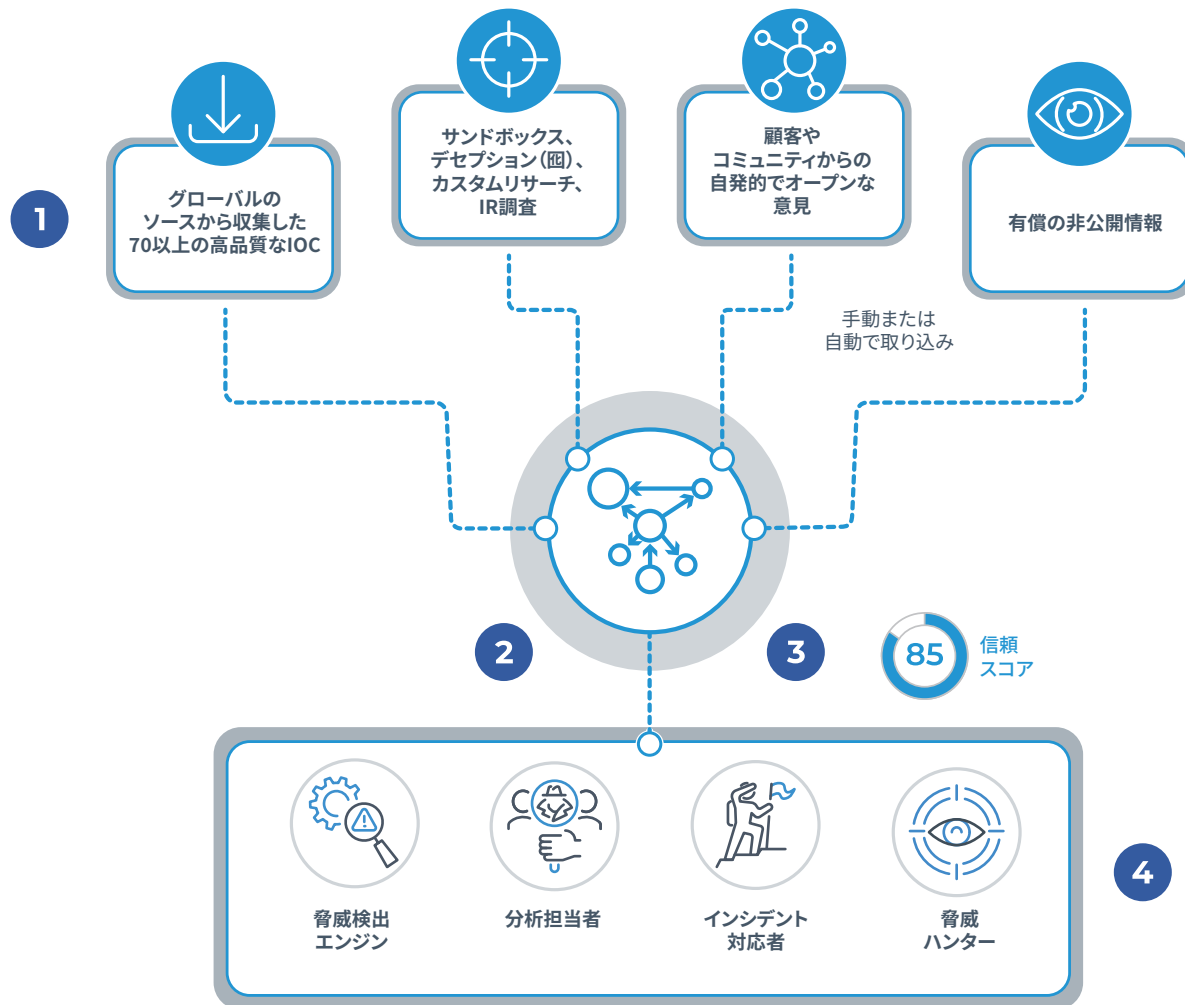 1
グローバルの
ソースから収集した
70以上の高品質なIOC
サンドボックス、
デセプション(囮)、
カスタムリサーチ、
IR調査
顧客や
コミュニティからの
自発的でオープンな
意見
有償の非公開情報
手動または
自動で取り込み
2
3
85
信頼
スコア
脅威検出
エンジン
分析担当者
インシデント
対応者
脅威
ハンター
4